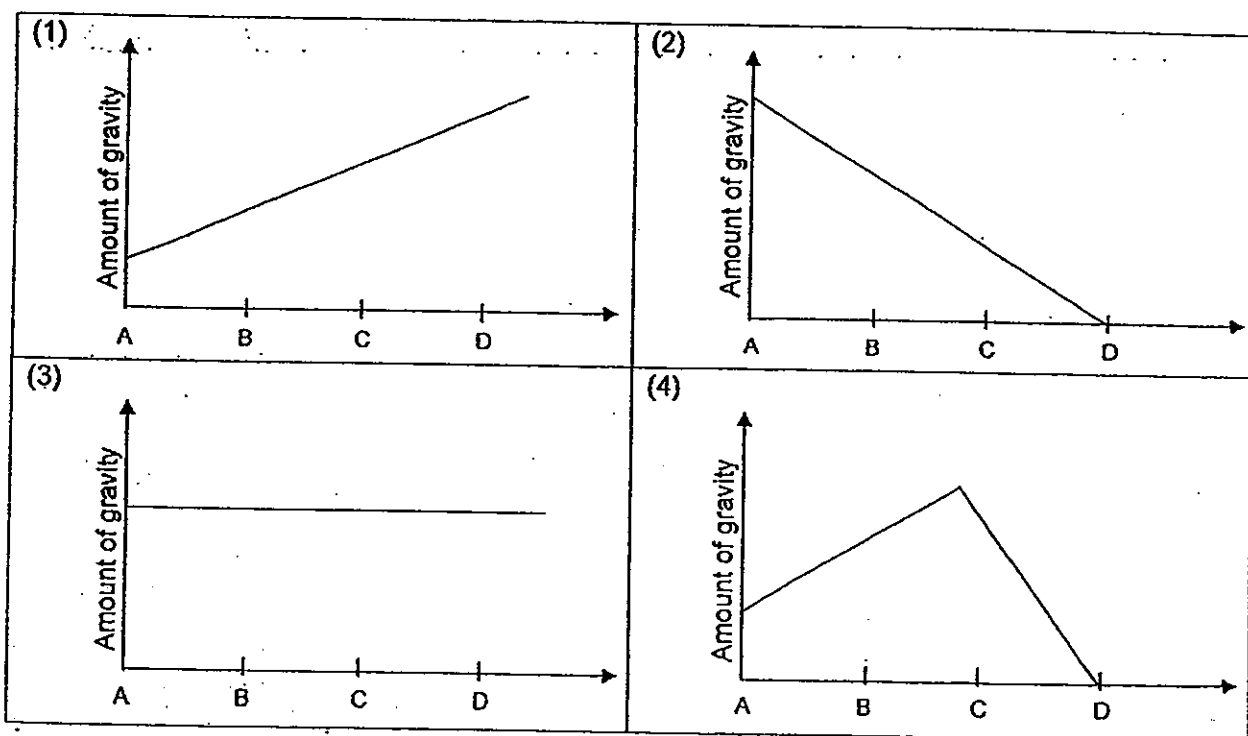 (1)
Amount of gravity
A B C D
(2)
Amount of gravity
A B C D
(3)
Amount of gravity
A B C D
(4)
Amount of gravity
A B C D